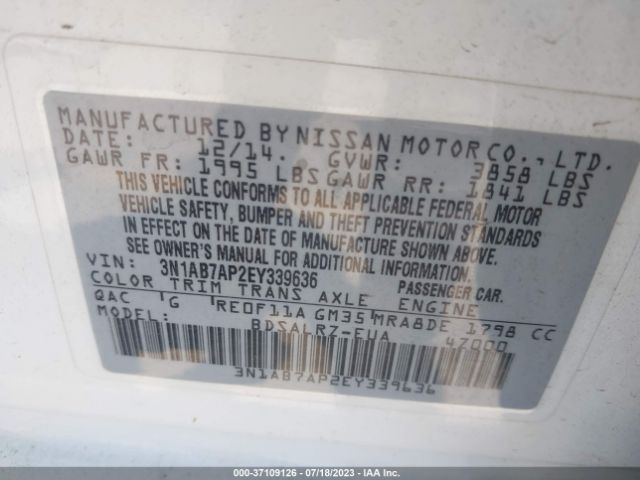 MANUFACTURED BY NISSAN MOTOR CO., LTD.
DATE: 12/14. GVWR: 3858 LBS
GAWR FR: 1995 LBS GAWR RR: 1841 LBS
THIS VEHICLE CONFORMS TO ALL APPLICABLE FEDERAL MOTOR
VEHICLE SAFETY, BUMPER AND THEFT PREVENTION STANDARDS
IN EFFECT ON THE DATE OF MANUFACTURE SHOWN ABOVE.
SEE OWNER'S MANUAL FOR ADDITIONAL INFORMATION.
VIN: 3N1AB7AP2EY339636 PASSENGER CAR.
COLOR TRIM TRANS AXLE ENGINE
QAC G RE0F11A GM35 MRA8DE 1798 CC
MODEL: BDSALRZ-EUA 47000
3N1AB7AP2EY339636
000-37109126 - 07/18/2023 - Copyright IAA, LLC